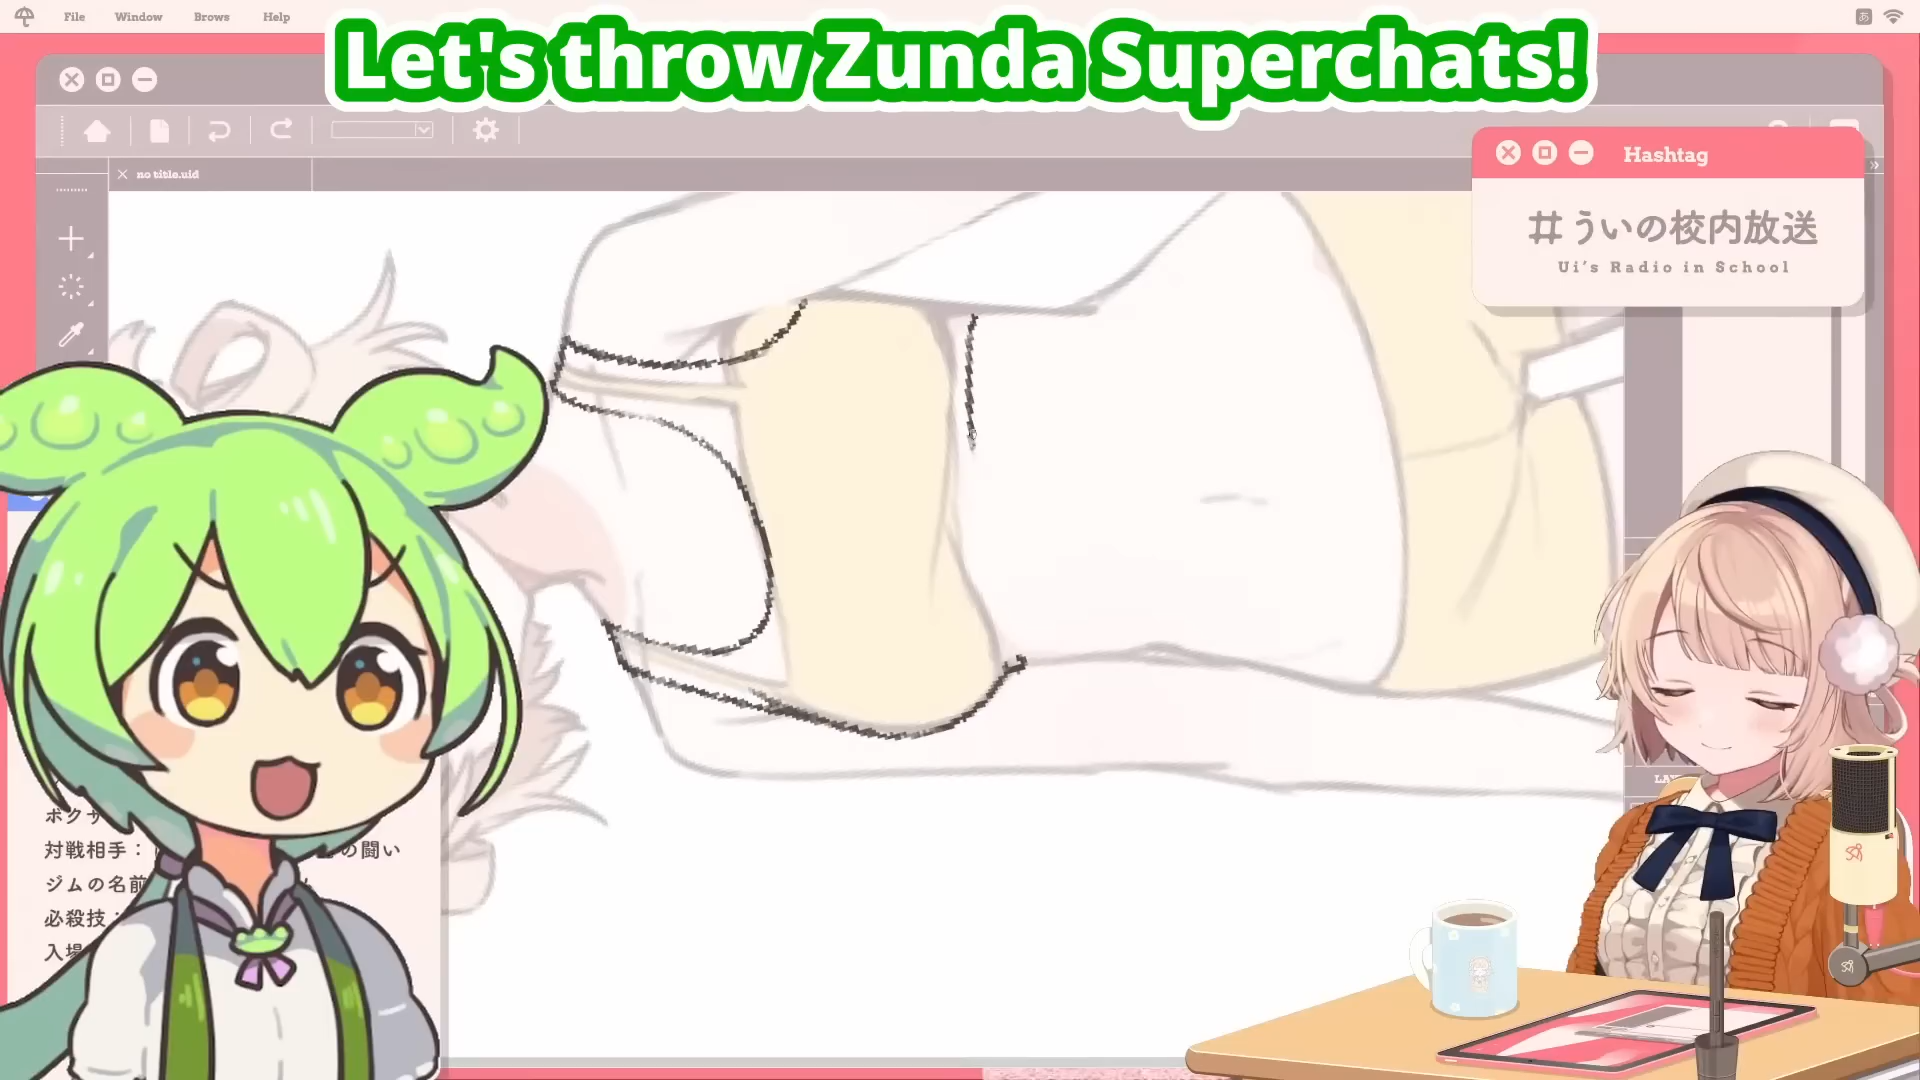 File Window Brows Help
あ
Let's throw Zunda Superchats!
no title.uid
Hashtag
#ういの校内放送
Ui's Radio in School
ボクサ
対戦相手：
の闘い
ジムの名前
必殺技：
入場